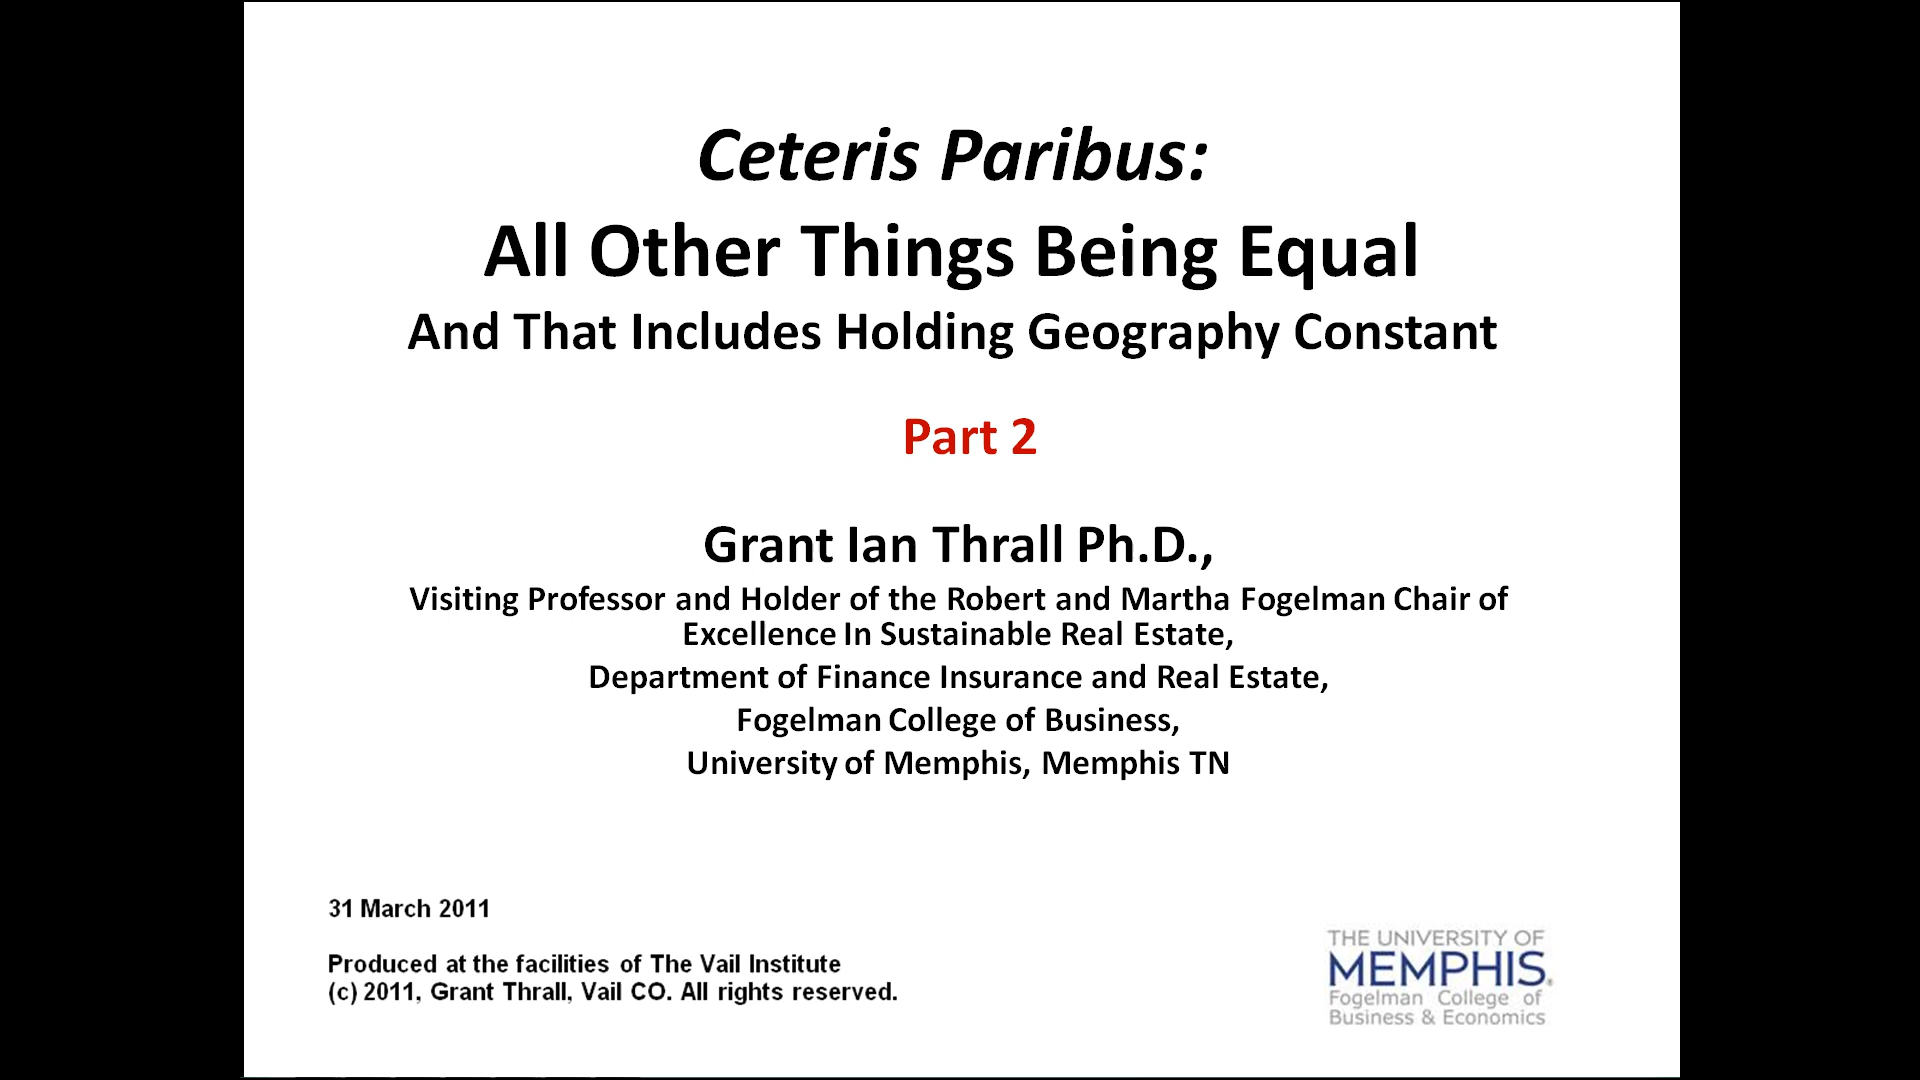 Ceteris Paribus:
All Other Things Being Equal
And That Includes Holding Geography Constant
Part 2
Grant Ian Thrall Ph.D.,
Visiting Professor and Holder of the Robert and Martha Fogelman Chair of
Excellence In Sustainable Real Estate,
Department of Finance Insurance and Real Estate,
Fogelman College of Business,
University of Memphis, Memphis TN
31 March 2011
Produced at the facilities of The Vail Institute
(c) 2011, Grant Thrall, Vail CO. All rights reserved.
THE UNIVERSITY OF
MEMPHIS.
Fogelman College of
Business & Economics